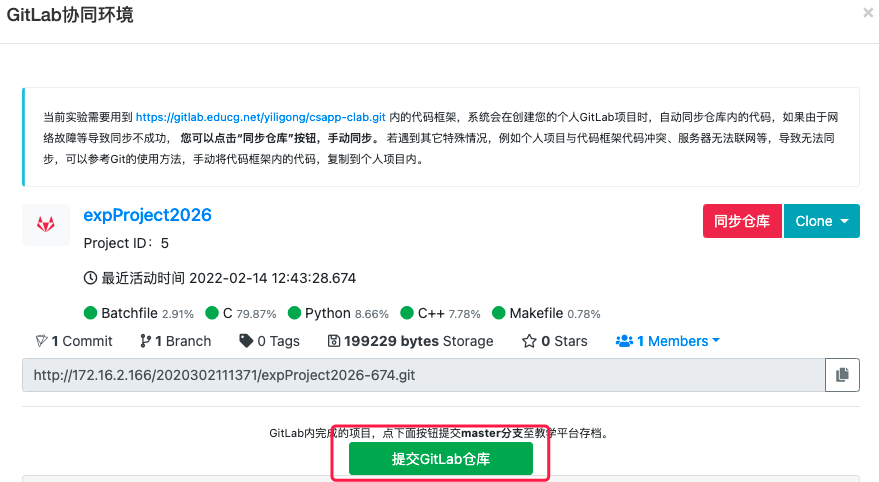 GitLab协同环境
×
当前实验需要用到 https://gitlab.educg.net/yiligong/csapp-clab.git 内的代码框架，系统会在创建您的个人GitLab项目时，自动同步仓库内的代码，如果由于网
络故障等导致同步不成功， 您可以点击“同步仓库”按钮，手动同步。 若遇到其它特殊情况，例如个人项目与代码框架代码冲突、服务器无法联网等，导致无法同
步，可以参考Git的使用方法，手动将代码框架内的代码，复制到个人项目内。
expProject2026
同步仓库 Clone
Project ID：5
最近活动时间 2022-02-14 12:43:28.674
Batchfile 2.91% C 79.87% Python 8.66% C++ 7.78% Makefile 0.78%
1 Commit 1 Branch 0 Tags 199229 bytes Storage 0 Stars 1 Members
http://172.16.2.166/2020302111371/expProject2026-674.git
GitLab内完成的项目，点下面按钮提交master分支至教学平台存档。
提交GitLab仓库